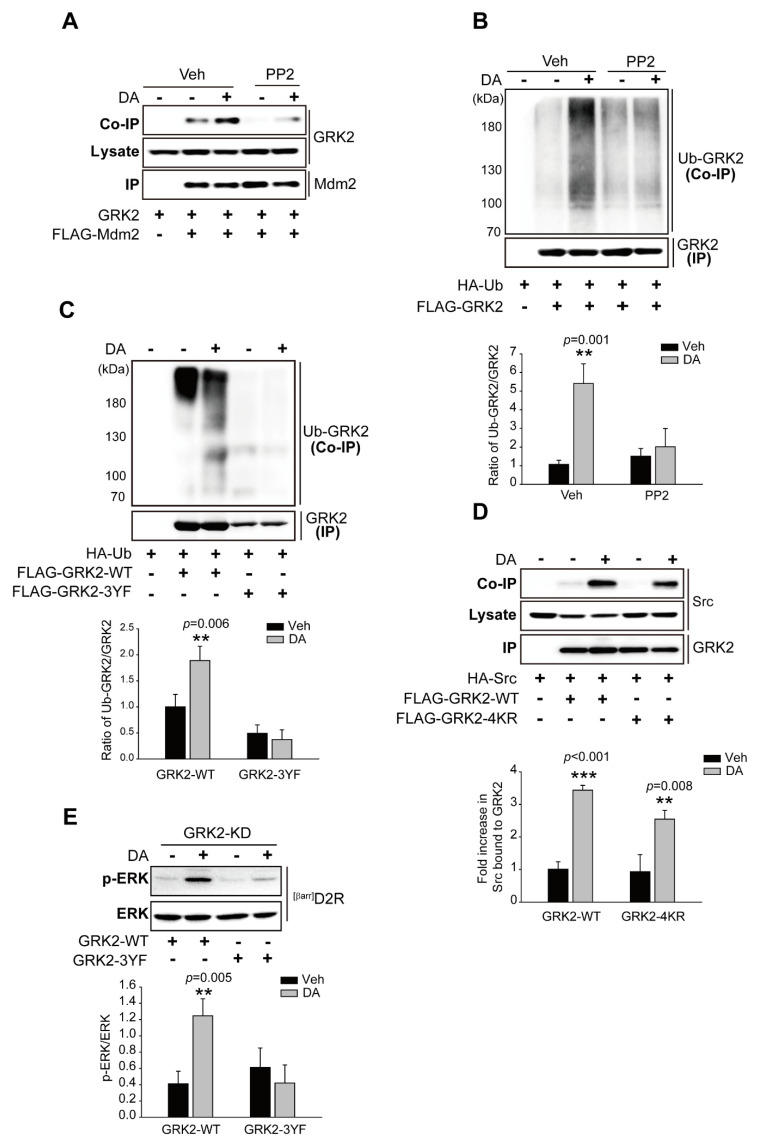 A
Veh PP2
DA - - + - +
Co-IP
Lysate
GRK2
IP Mdm2
GRK2 + + + + +
FLAG-Mdm2 - + + + +
B
Veh PP2
DA - - + - +
(kDa)
180
130
100
70
Ub-GRK2
(Co-IP)
GRK2
(IP)
HA-Ub + + + + +
FLAG-GRK2 - + + + +
Ratio of Ub-GRK2/GRK2
7
6
5
4
3
2
1
0
p=0.001
**
Veh
DA
Veh PP2
C
DA - - + - +
(kDa)
180
130
100
70
Ub-GRK2
(Co-IP)
GRK2
(IP)
HA-Ub + + + + +
FLAG-GRK2-WT - + + - -
FLAG-GRK2-3YF - - - + +
Ratio of Ub-GRK2/GRK2
2.5
2.0
1.5
1.0
0.5
0.0
p=0.006
**
Veh
DA
GRK2-WT GRK2-3YF
D
DA - - + - +
Co-IP
Lysate
Src
IP GRK2
HA-Src + + + + +
FLAG-GRK2-WT - + + - -
FLAG-GRK2-4KR - - - + +
Fold increase in
Src bound to GRK2
4
3
2
1
0
p<0.001
***
p=0.008
**
Veh
DA
GRK2-WT GRK2-4KR
E
GRK2-KD
DA - + - +
p-ERK
ERK
[βarr]D2R
GRK2-WT + + - -
GRK2-3YF - - + +
p-ERK/ERK
1.6
1.4
1.2
1.0
0.8
0.6
0.4
0.2
0.0
p=0.005
**
Veh
DA
GRK2-WT GRK2-3YF